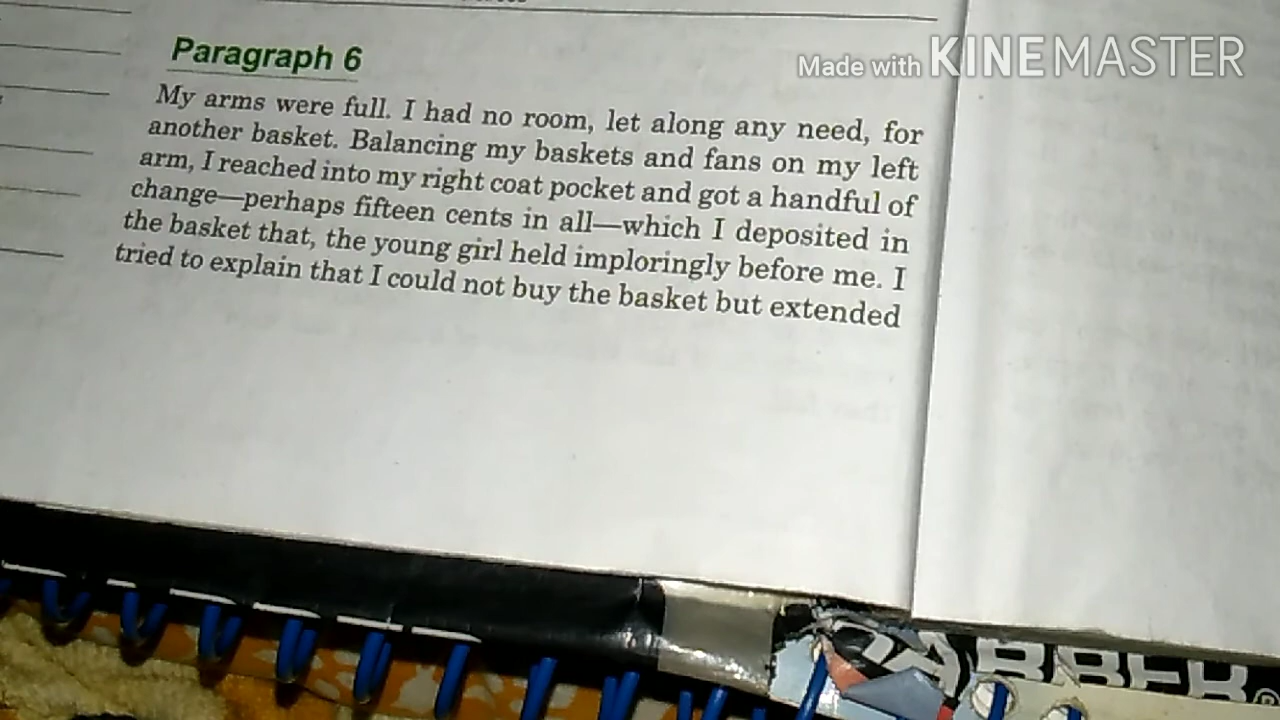 Made with KINEMASTER
Paragraph 6
My arms were full. I had no room, let along any need, for
another basket. Balancing my baskets and fans on my left
arm, I reached into my right coat pocket and got a handful of
change—perhaps fifteen cents in all—which I deposited in
the basket that, the young girl held imploringly before me. I
tried to explain that I could not buy the basket but extended